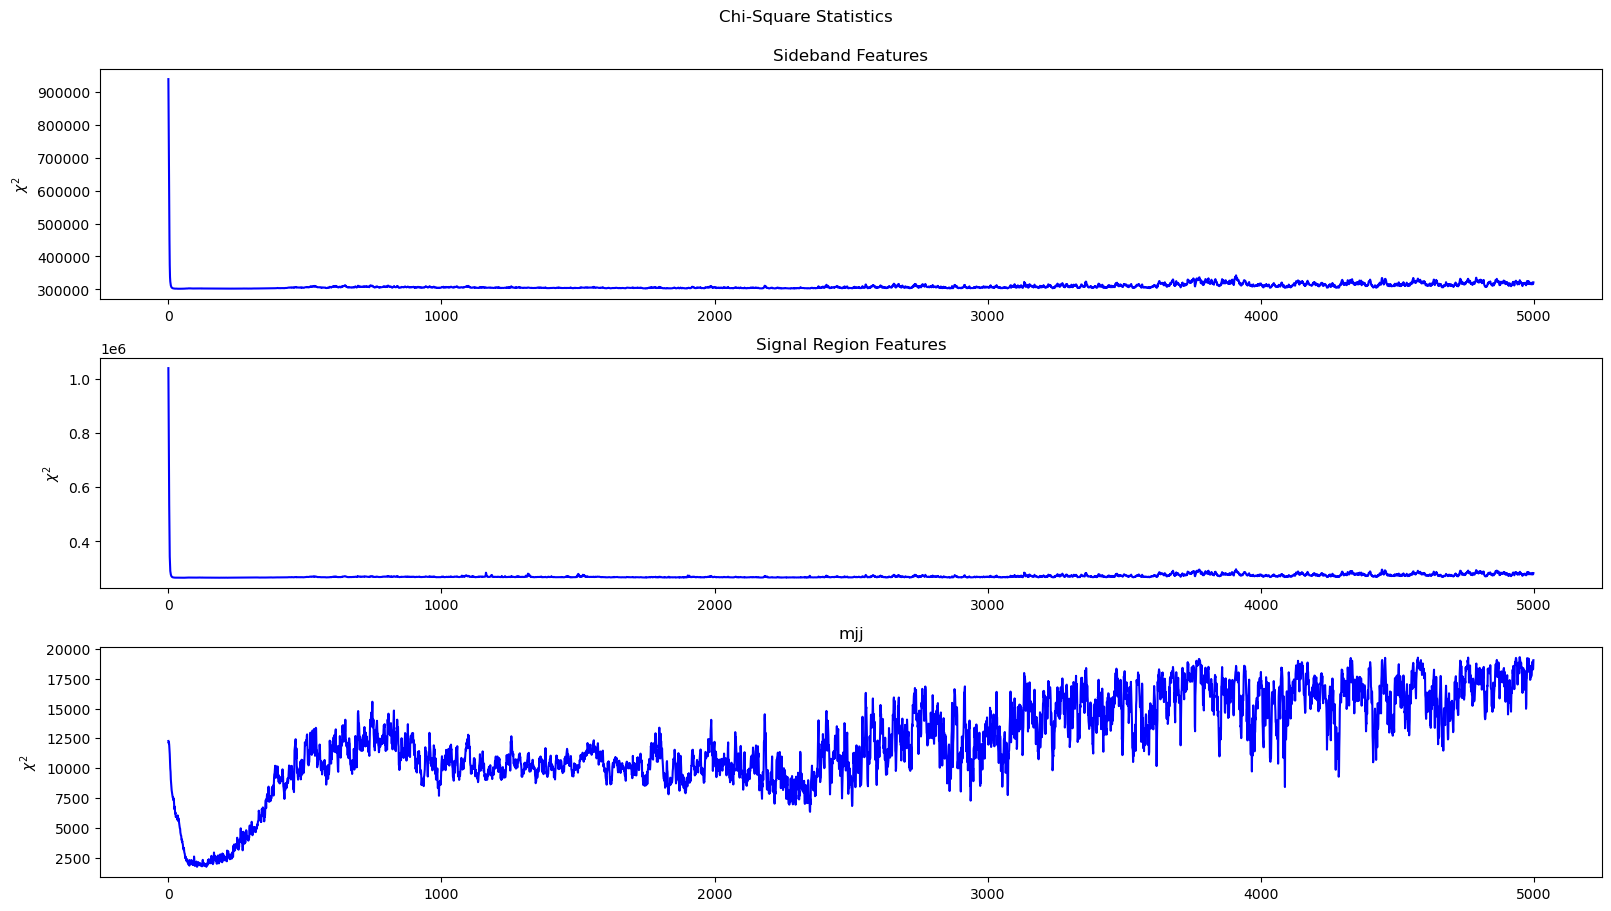 Chi-Square Statistics
Sideband Features
χ²
900000
800000
700000
600000
500000
400000
300000
0 1000 2000 3000 4000 5000
Signal Region Features
1e6
χ²
1.0
0.8
0.6
0.4
0 1000 2000 3000 4000 5000
mjj
χ²
20000
17500
15000
12500
10000
7500
5000
2500
0 1000 2000 3000 4000 5000